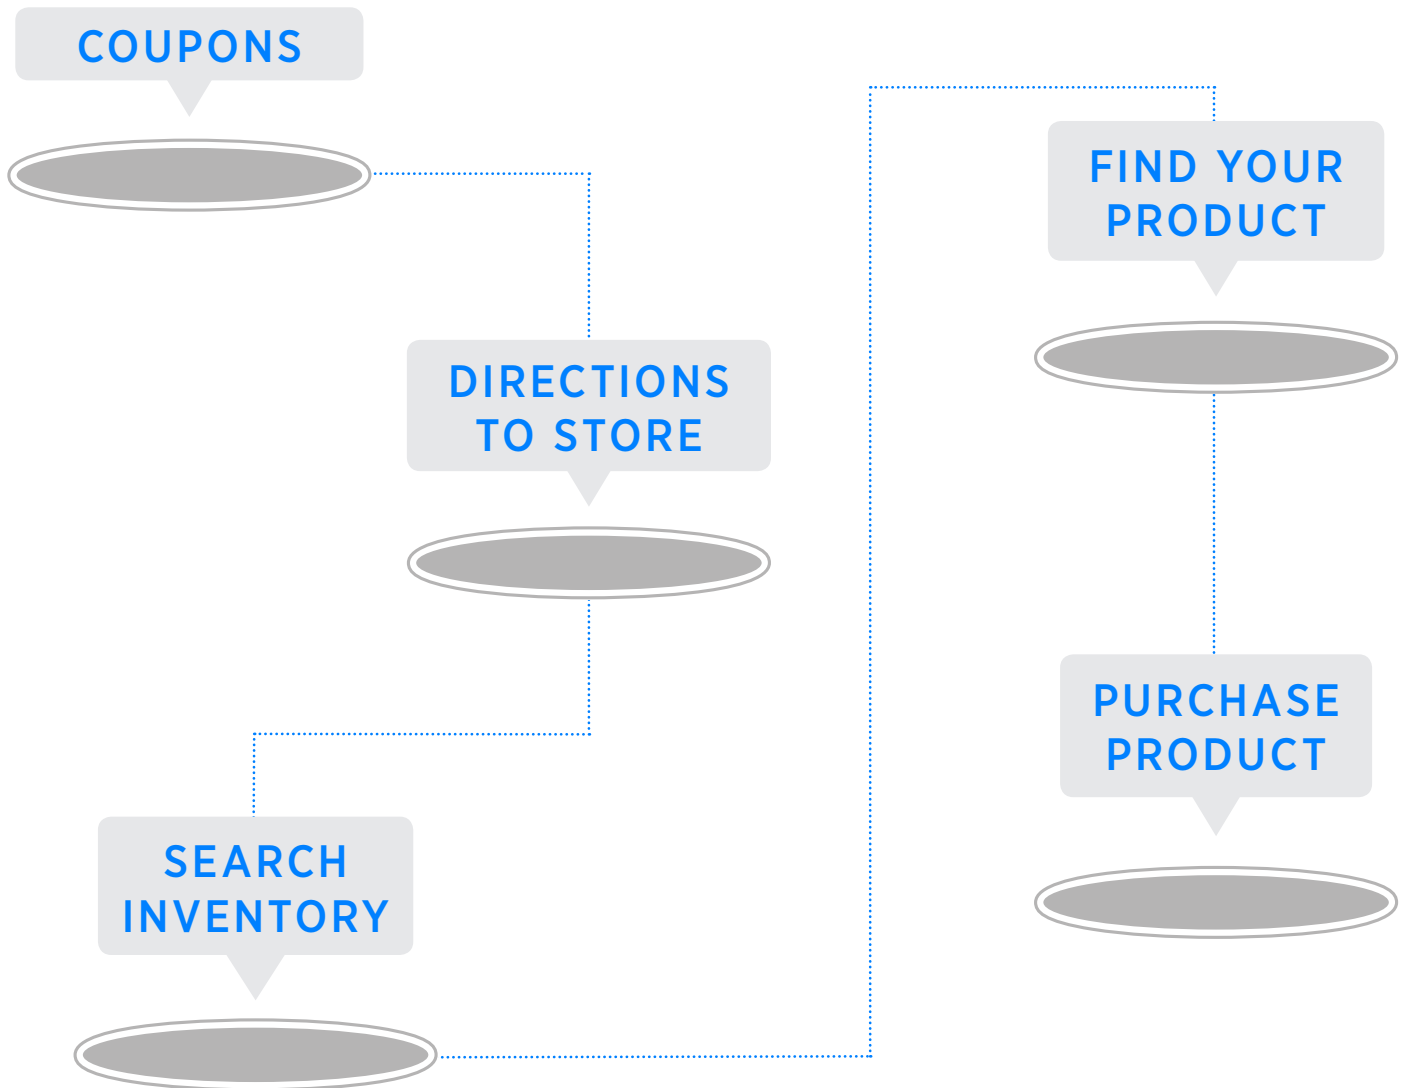 COUPONS
DIRECTIONS
TO STORE
SEARCH
INVENTORY
FIND YOUR
PRODUCT
PURCHASE
PRODUCT